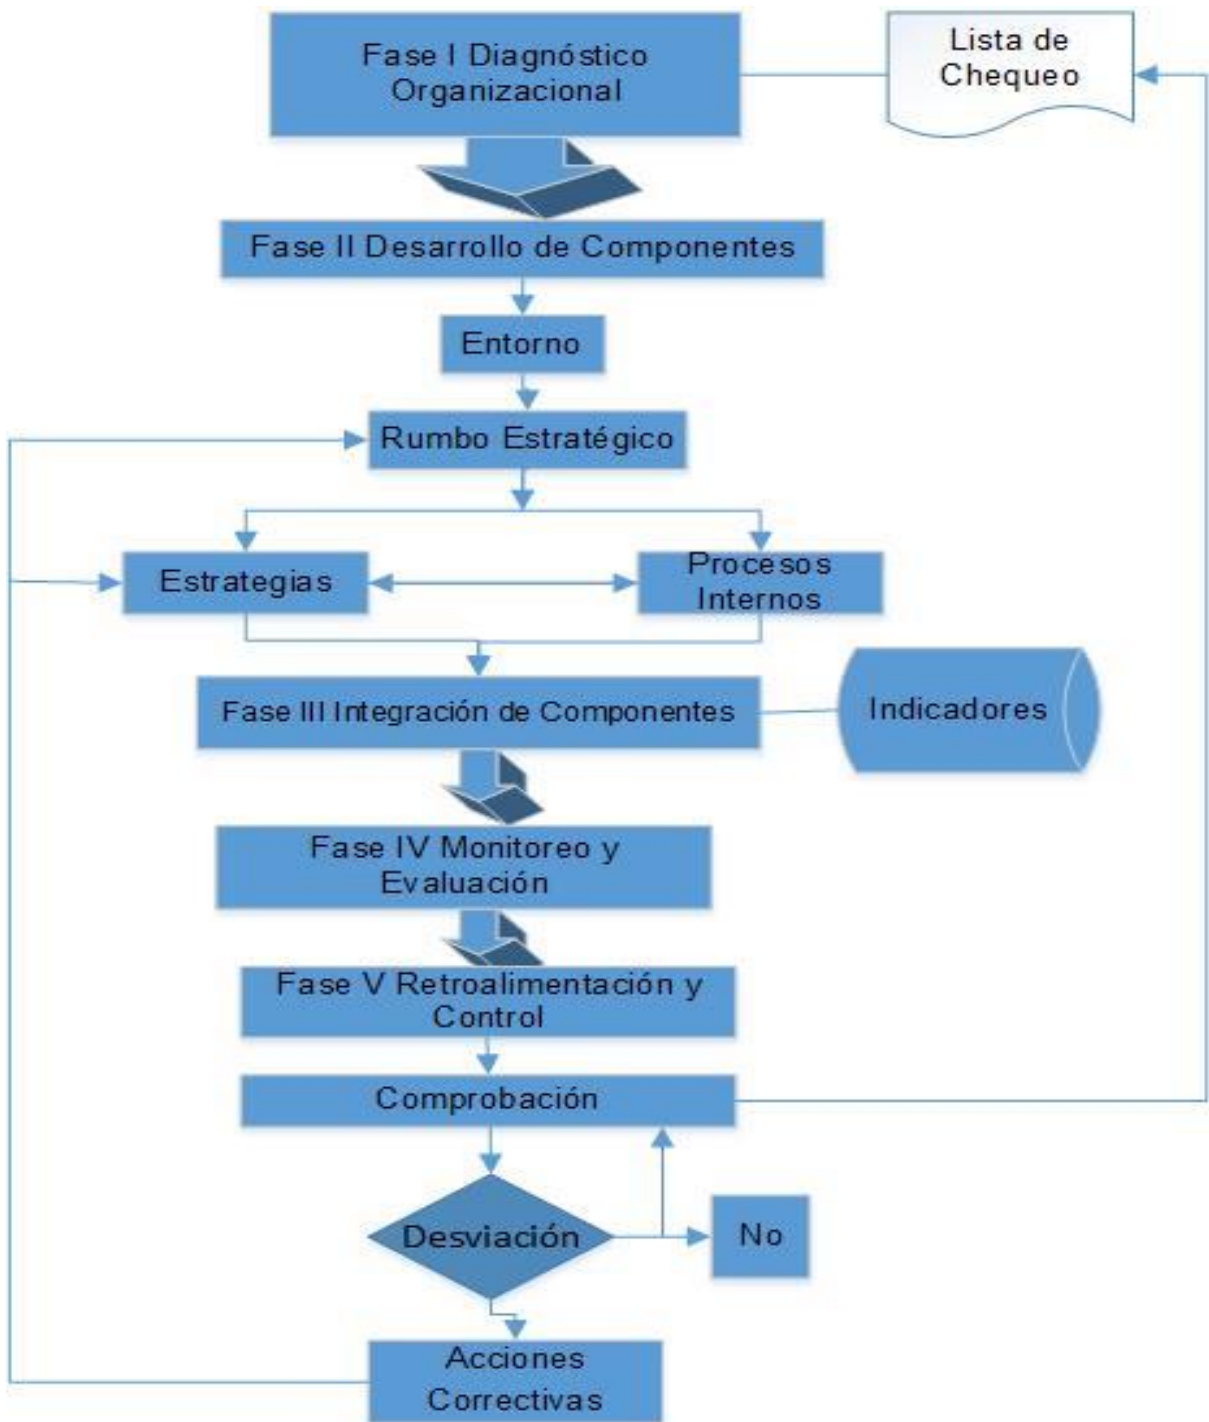 Fase I Diagnóstico
Organizacional
Lista de
Chequeo
Fase II Desarrollo de Componentes
Entorno
Rumbo Estratégico
Estrategias
Procesos
Internos
Fase III Integración de Componentes
Indicadores
Fase IV Monitoreo y
Evaluación
Fase V Retroalimentación y
Control
Comprobación
Desviación
No
Acciones
Correctivas